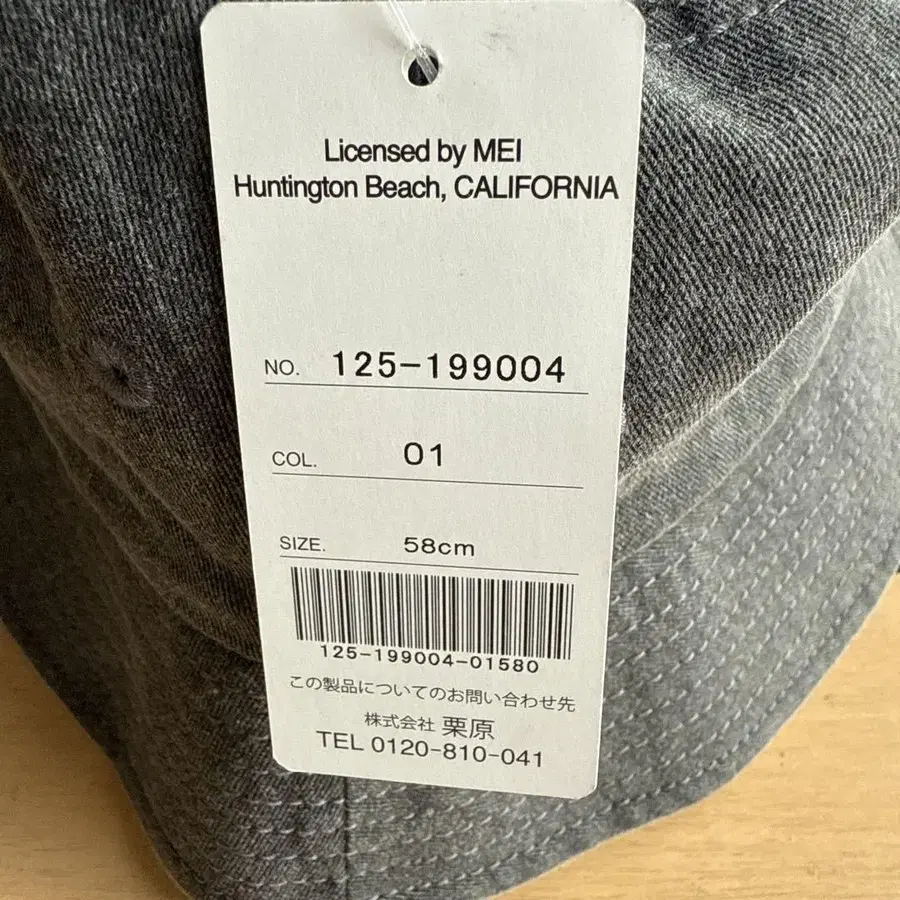 Licensed by MEI
Huntington Beach, CALIFORNIA
NO. 125-199004
COL. 01
SIZE. 58cm
125-199004-01580
この製品についてのお問い合わせ先
株式会社 栗原
TEL 0120-810-041